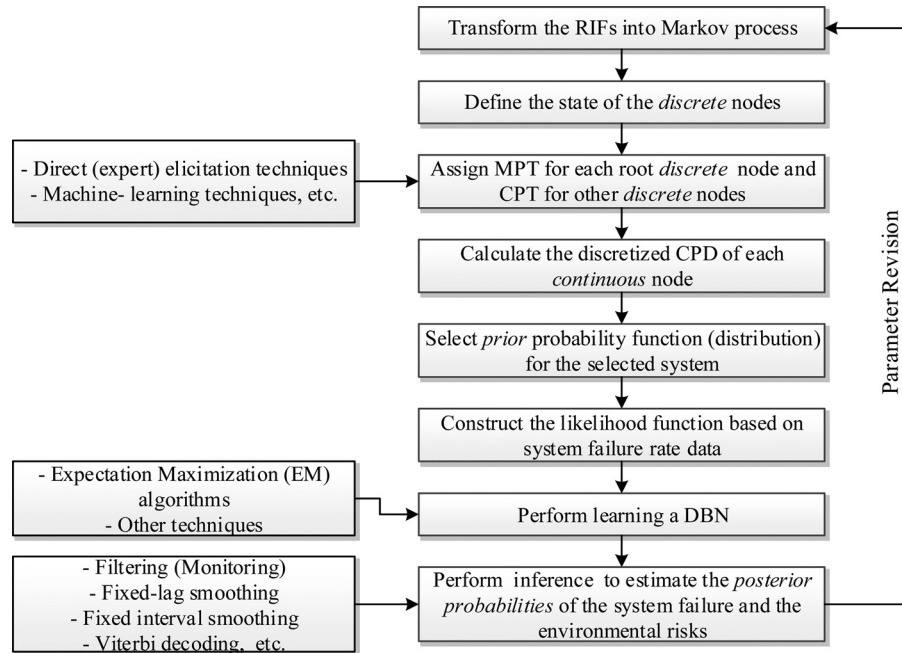 Transform the RIFs into Markov process
Define the state of the discrete nodes
- Direct (expert) elicitation techniques
- Machine- learning techniques, etc.
Assign MPT for each root discrete node and
CPT for other discrete nodes
Calculate the discretized CPD of each
continuous node
Select prior probability function (distribution)
for the selected system
Construct the likelihood function based on
system failure rate data
- Expectation Maximization (EM)
algorithms
- Other techniques
Perform learning a DBN
- Filtering (Monitoring)
- Fixed-lag smoothing
- Fixed interval smoothing
- Viterbi decoding, etc.
Perform inference to estimate the posterior
probabilities of the system failure and the
environmental risks
Parameter Revision